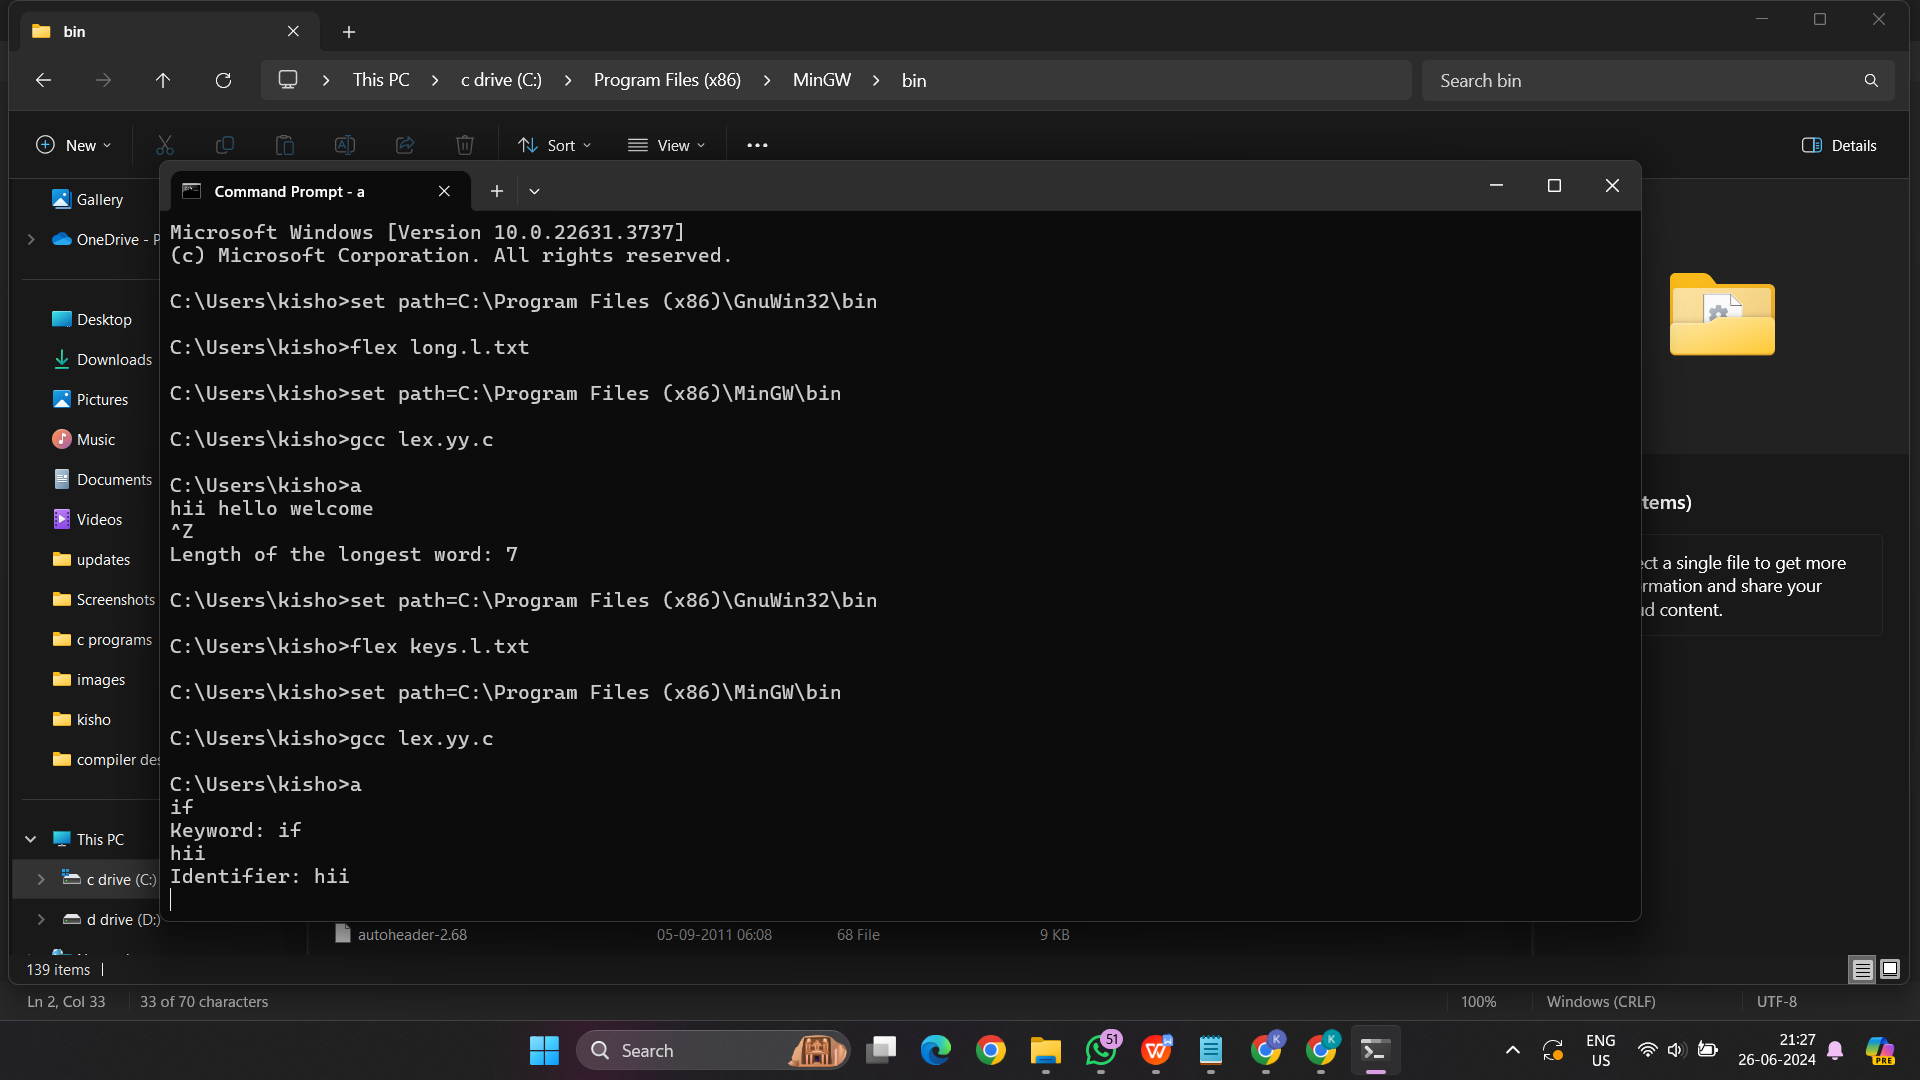 bin
This PC
c drive (C:)
Program Files (x86)
MinGW
bin
Search bin
New
Sort
View
Details
Gallery
OneDrive - P
Desktop
Downloads
Pictures
Music
Documents
Videos
updates
Screenshots
c programs
images
kisho
compiler des
This PC
c drive (C:)
d drive (D:)
Command Prompt - a
Microsoft Windows [Version 10.0.22631.3737]
(c) Microsoft Corporation. All rights reserved.
C:\Users\kisho>set path=C:\Program Files (x86)\GnuWin32\bin
C:\Users\kisho>flex long.l.txt
C:\Users\kisho>set path=C:\Program Files (x86)\MinGW\bin
C:\Users\kisho>gcc lex.yy.c
C:\Users\kisho>a
hii hello welcome
^Z
Length of the longest word: 7
C:\Users\kisho>set path=C:\Program Files (x86)\GnuWin32\bin
C:\Users\kisho>flex keys.l.txt
C:\Users\kisho>set path=C:\Program Files (x86)\MinGW\bin
C:\Users\kisho>gcc lex.yy.c
C:\Users\kisho>a
if
Keyword: if
hii
Identifier: hii
tems)
ect a single file to get more
rmation and share your
ud content.
autoheader-2.68 05-09-2011 06:08 68 File 9 KB
139 items
Ln 2, Col 33 33 of 70 characters 100% Windows (CRLF) UTF-8
Search
51
W
K
K
ENG
US
21:27
26-06-2024
PRE